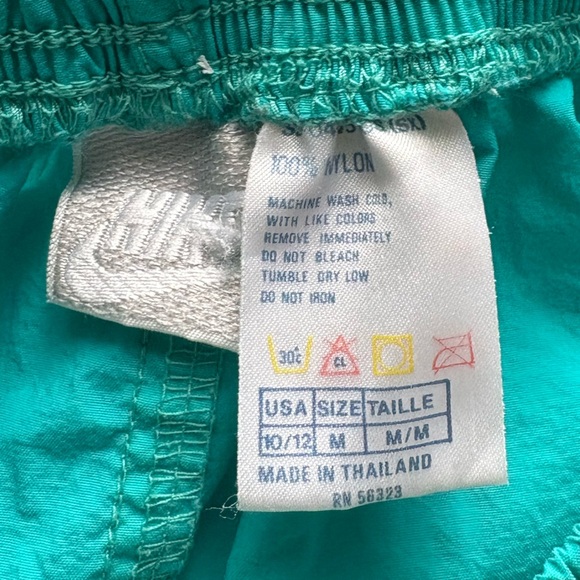 100% NYLON
MACHINE WASH COLD,
WITH LIKE COLORS
REMOVE IMMEDIATELY
DO NOT BLEACH
TUMBLE DRY LOW
DO NOT IRON
30°C CL
USA SIZE TAILLE
10/12 M M/M
MADE IN THAILAND
RN 56323